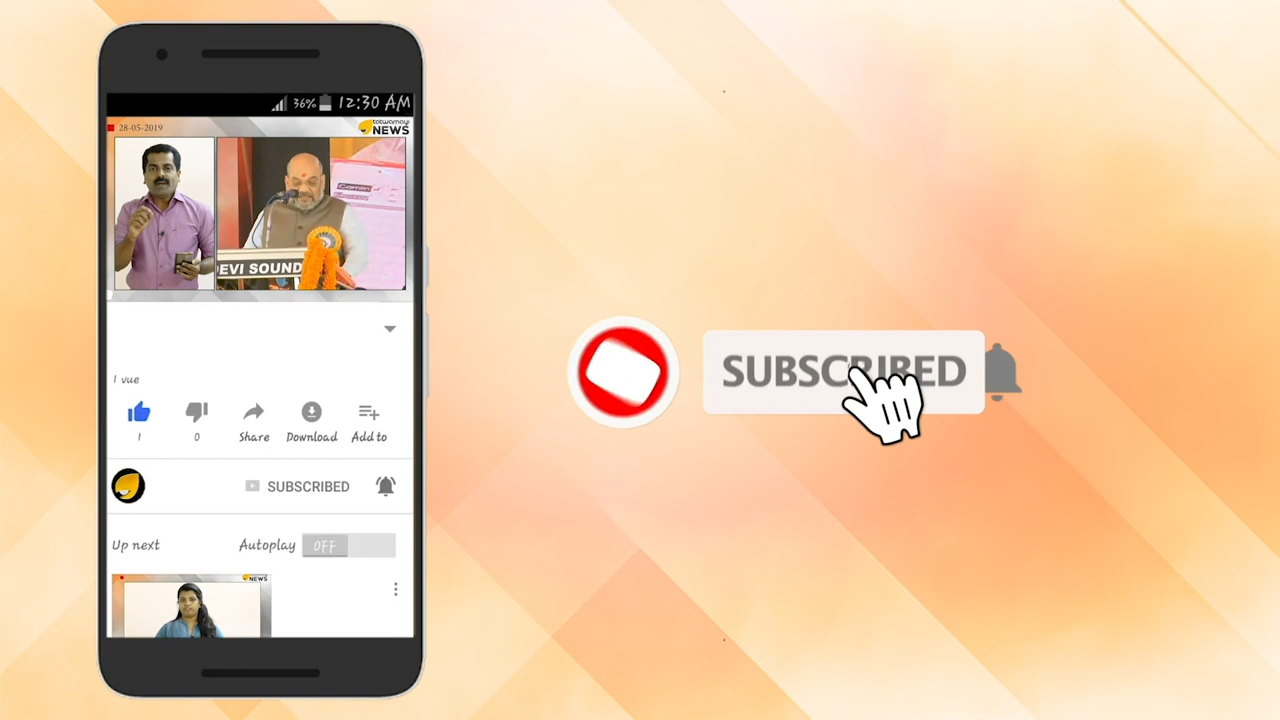 36% 12:30 AM
28-05-2019
tatwamayi
NEWS
DEVI SOUND
1 vue
1
0
Share
Download
Add to
SUBSCRIBED
Up next
Autoplay
OFF
NEWS
SUBSCRIBED